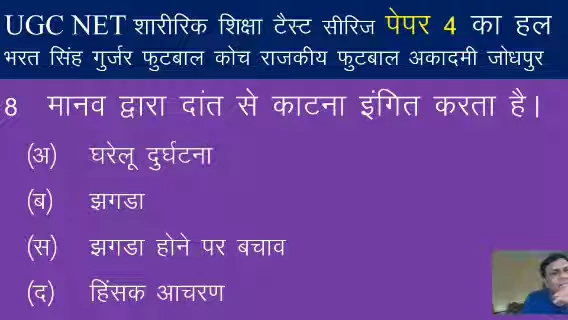 UGC NET शारीरिक शिक्षा टैस्ट सीरिज पेपर 4 का हल
भरत सिंह गुर्जर फुटबाल कोच राजकीय फुटबाल अकादमी जोधपुर
8 मानव द्वारा दांत से काटना इंगित करता है।
(अ) घरेलू दुर्घटना
(ब) झगडा
(स) झगडा होने पर बचाव
(द) हिंसक आचरण